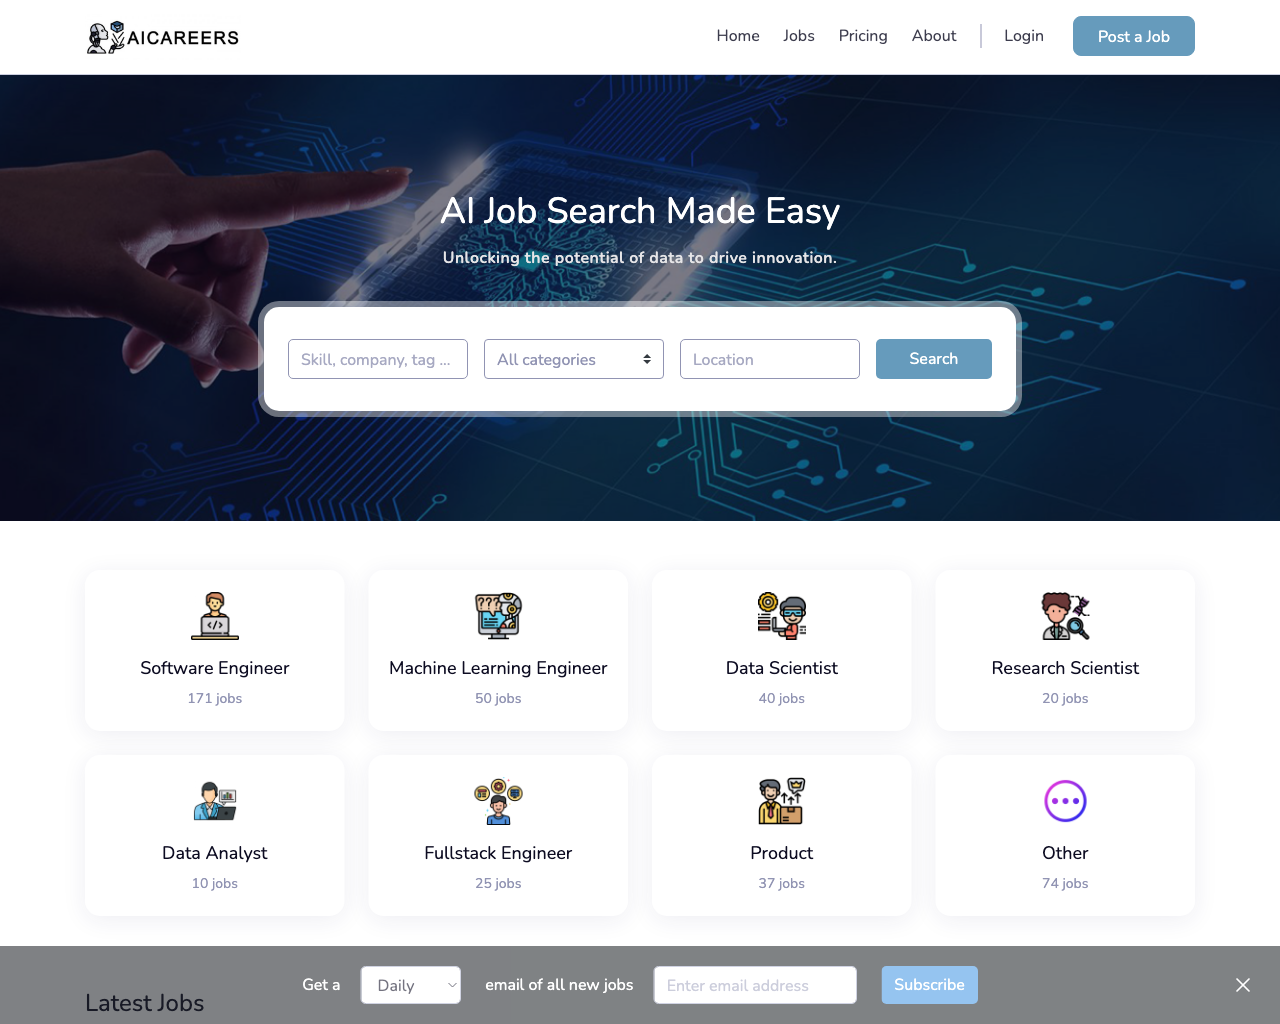 AICAREERS
Home Jobs Pricing About Login Post a Job
AI Job Search Made Easy
Unlocking the potential of data to drive innovation.
Skill, company, tag ... All categories Location Search
Software Engineer
171 jobs
Machine Learning Engineer
50 jobs
Data Scientist
40 jobs
Research Scientist
20 jobs
Data Analyst
10 jobs
Fullstack Engineer
25 jobs
Product
37 jobs
Other
74 jobs
Get a Daily email of all new jobs Enter email address Subscribe
Latest Jobs